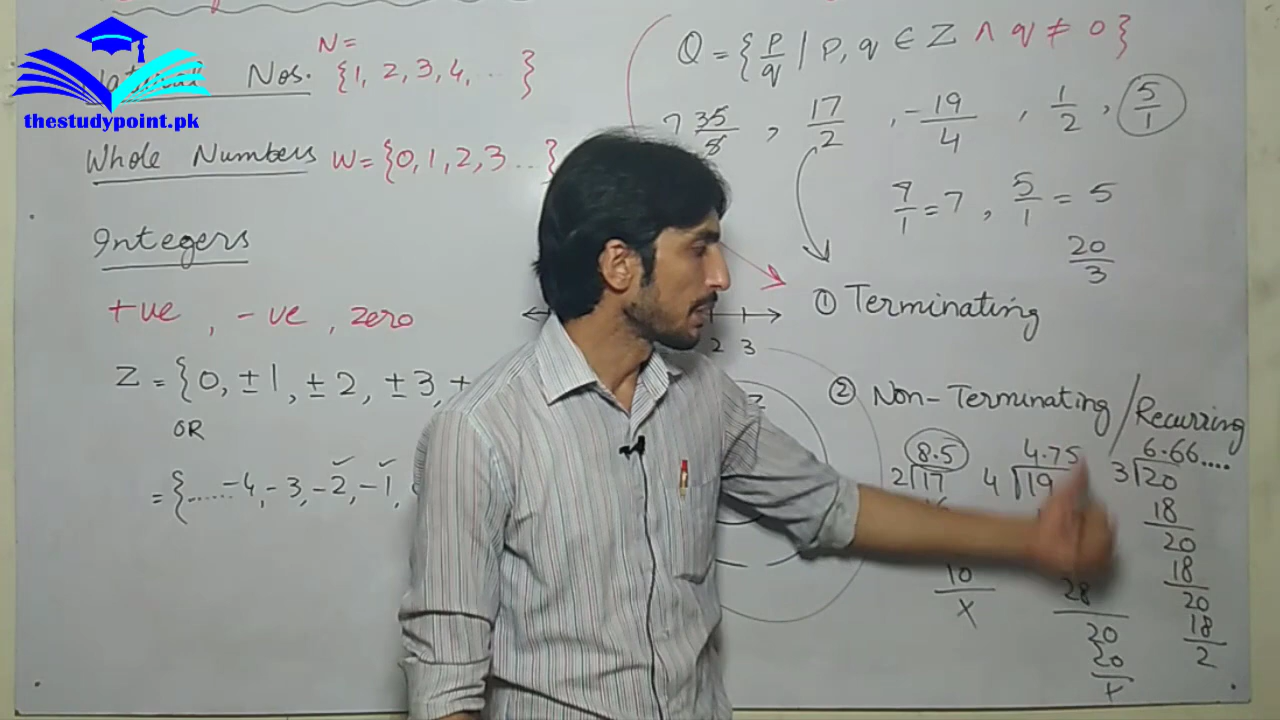 thestudypoint.pk
N =
Nos. {1, 2, 3, 4, ... }
Whole Numbers W = {0, 1, 2, 3 ... }
Integers
+ve , -ve , zero
Z = {0, ±1, ±2, ±3, ±
OR
= {......-4, -3, -2, -1,
Q = {p/q | p, q ∈ Z ∧ q ≠ 0}
7 35/5 , 17/2 , -19/4 , 1/2 , 5/1
7/1 = 7 , 5/1 = 5
20/3
① Terminating
2 3
Z
② Non-Terminating / Recurring
8.5 4.75 6.66....
2 17 4 19 3 20
18
20
10 18
x 28 20
20 18
20 2
x